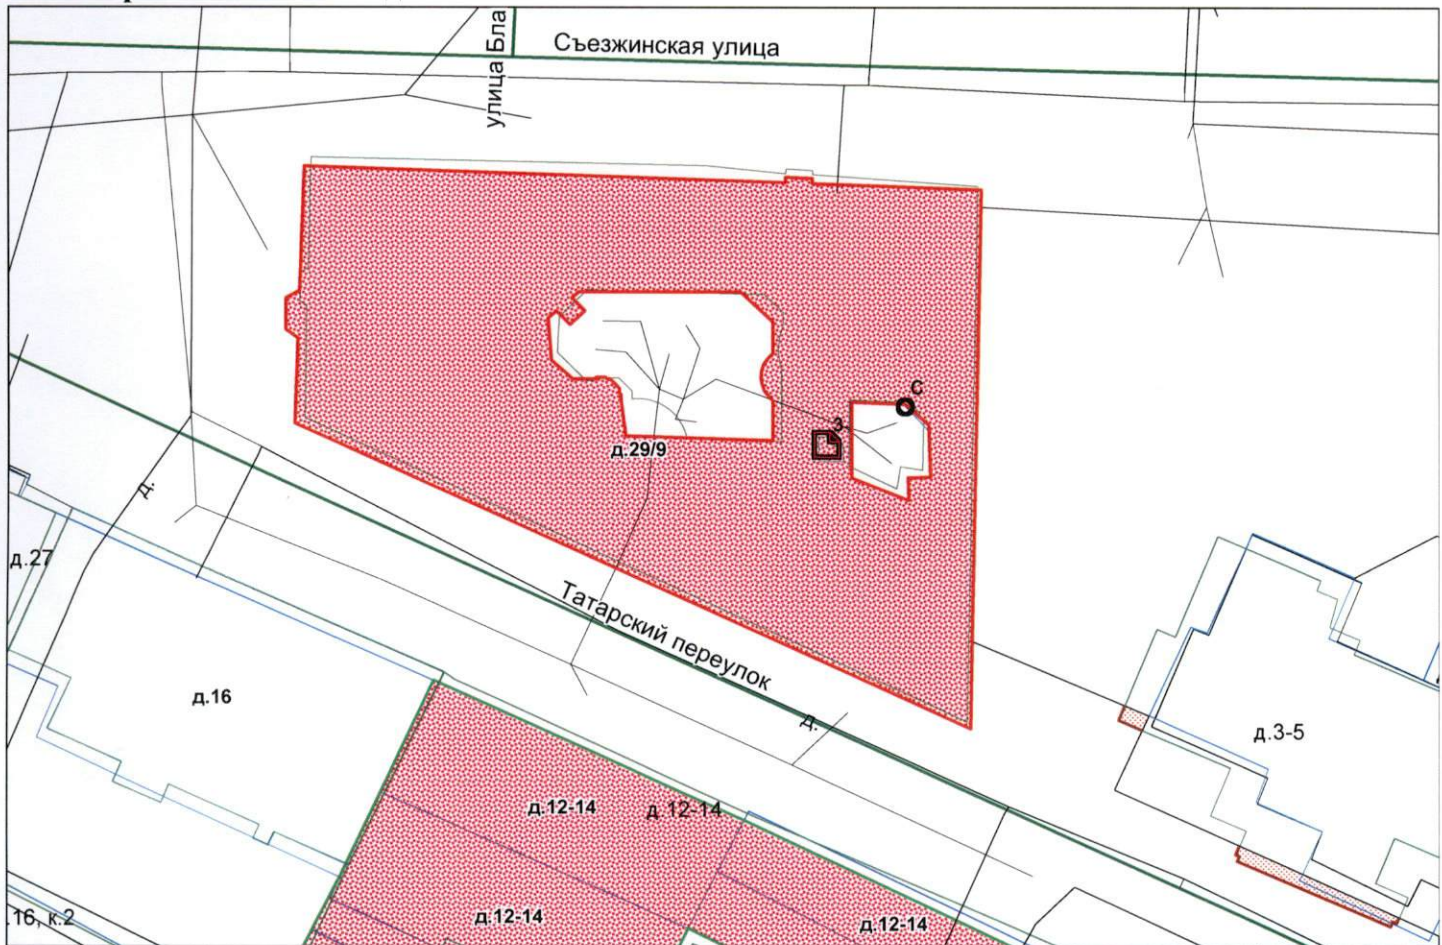 Съезжинская улица
улица Бла
С
3
д.29/9
д.
д.27
Татарский переулок
д.16
д.
д.3-5
д.12-14
д.12-14
д.12-14
д.12-14
16, к.2